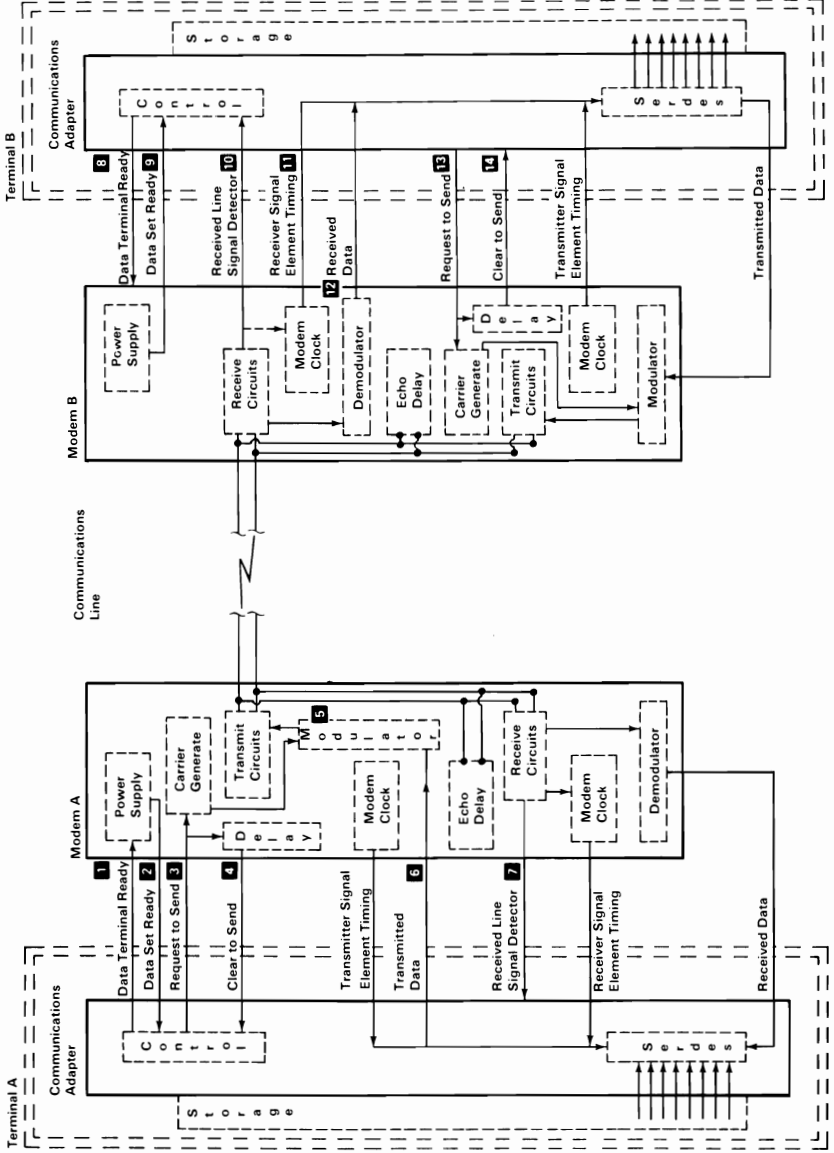 Terminal A
Communications
Adapter
Storage
Control
Serdes
1
Data Terminal Ready
2
Data Set Ready
3
Request to Send
4
Clear to Send
Transmitter Signal
Element Timing
6
Transmitted
Data
7
Received Line
Signal Detector
Receiver Signal
Element Timing
Received Data
Modem A
Power
Supply
Carrier
Generate
Delay
Transmit
Circuits
5
Modulator
Modem
Clock
Echo
Delay
Receive
Circuits
Modem
Clock
Demodulator
Communications
Line
Modem B
Power
Supply
Receive
Circuits
Modem
Clock
12
Demodulator
Echo
Delay
Carrier
Generate
Delay
Transmit
Circuits
Modem
Clock
Modulator
8
Data Terminal Ready
9
Data Set Ready
10
Received Line
Signal Detector
11
Receiver Signal
Element Timing
Received
Data
13
Request to Send
14
Clear to Send
Transmitter Signal
Element Timing
Transmitted Data
Terminal B
Communications
Adapter
Control
Serdes
Storage